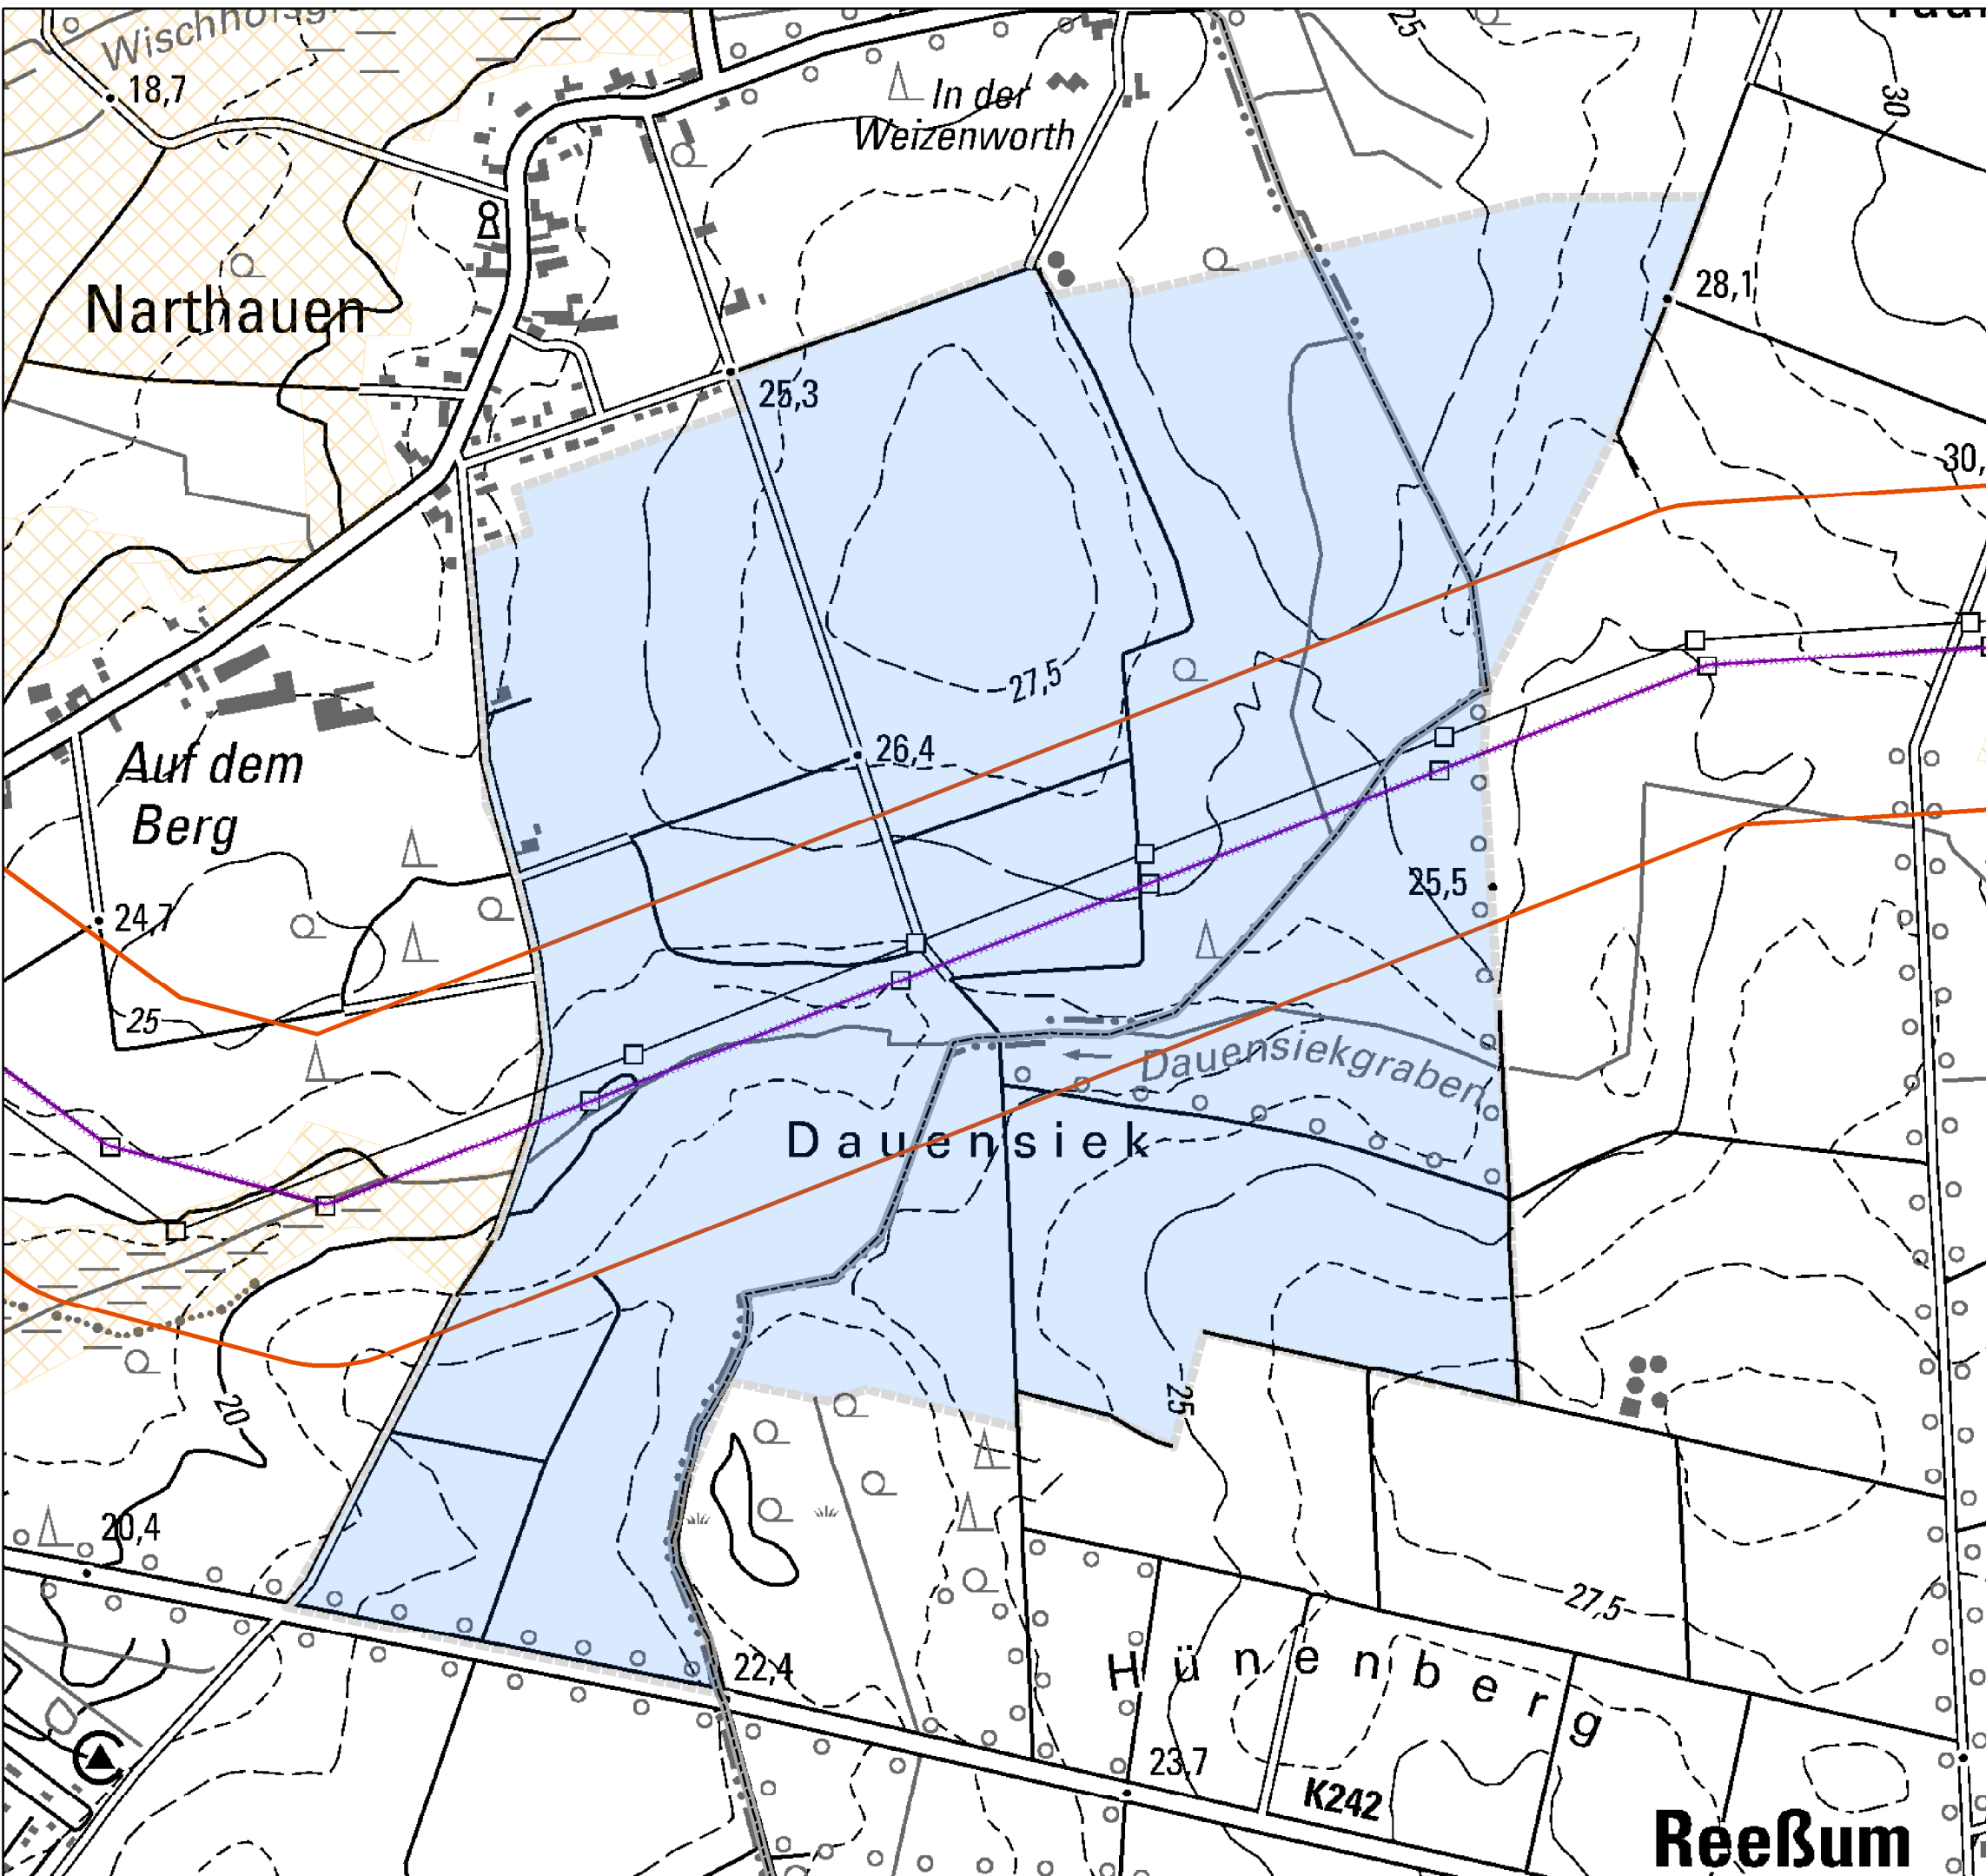 25
18,7
In der
Weizenworth
30
Narthauen
28,1
25,3
30,
27,5
26,4
Auf dem
Berg
25,5
24,7
25
Dauensiekgraben
Dauensiek
20
25
20,4
27,5
22,4
Hünenberg
23,7
K242
Reeßum